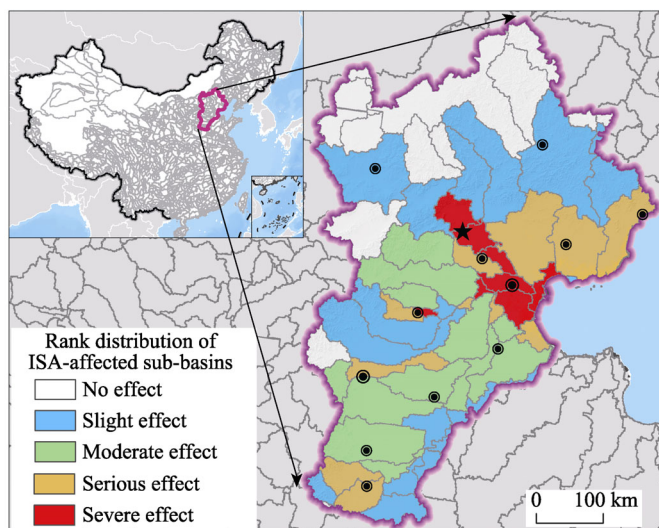 Rank distribution of
ISA-affected sub-basins
No effect
Slight effect
Moderate effect
Serious effect
Severe effect
0 100 km